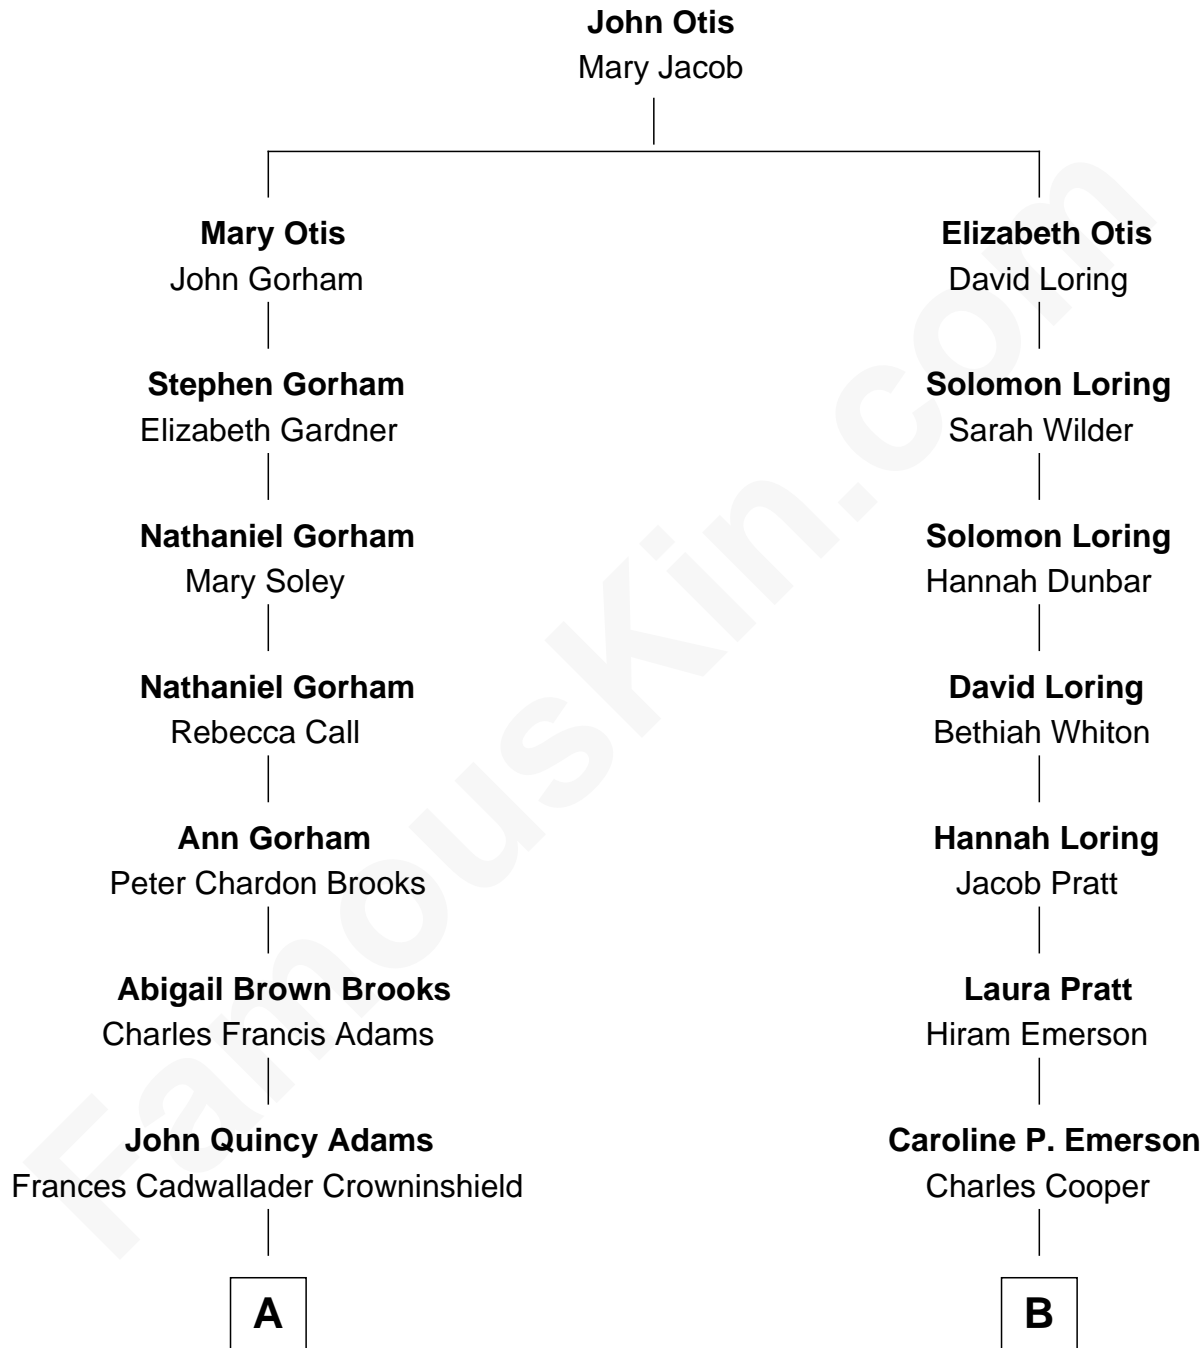 John Otis
Mary Jacob
Mary Otis
John Gorham
Elizabeth Otis
David Loring
Stephen Gorham
Elizabeth Gardner
Solomon Loring
Sarah Wilder
Nathaniel Gorham
Mary Soley
Solomon Loring
Hannah Dunbar
Nathaniel Gorham
Rebecca Call
David Loring
Bethiah Whiton
Ann Gorham
Peter Chardon Brooks
Hannah Loring
Jacob Pratt
Abigail Brown Brooks
Charles Francis Adams
Laura Pratt
Hiram Emerson
John Quincy Adams
Frances Cadwallader Crowninshield
Caroline P. Emerson
Charles Cooper
A
B
FamousKin.com